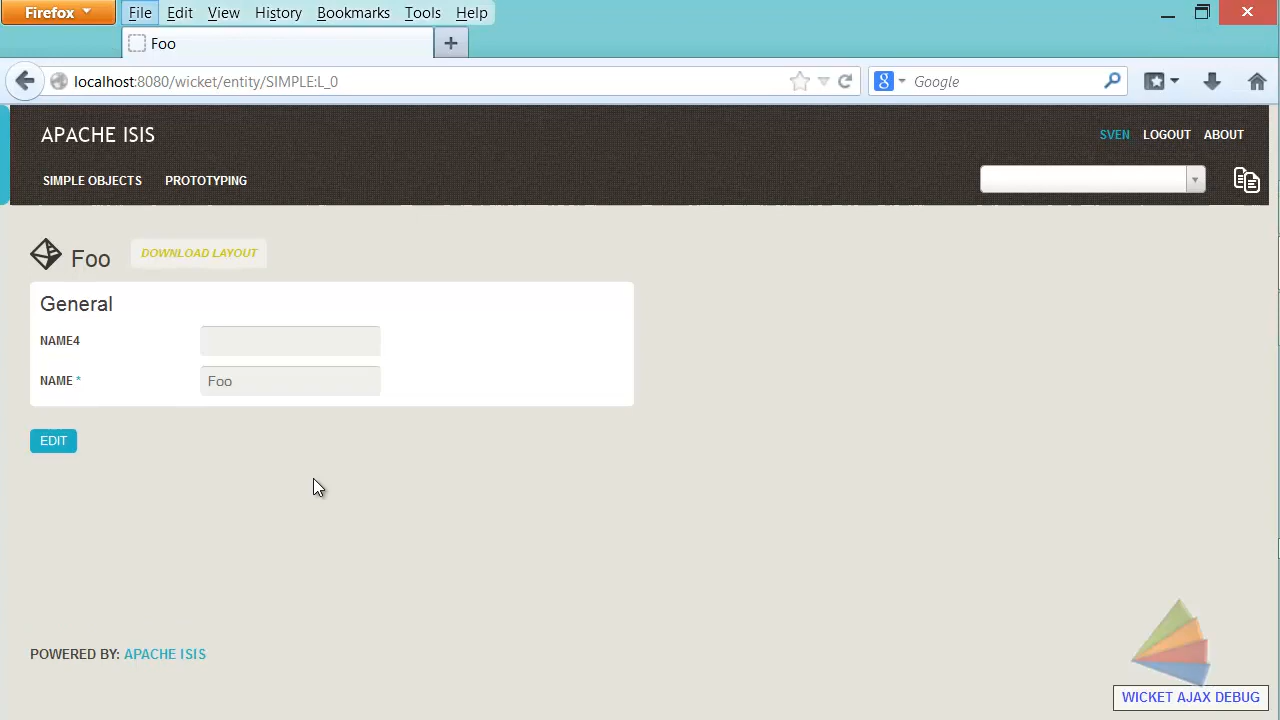 Firefox File Edit View History Bookmarks Tools Help
Foo
localhost:8080/wicket/entity/SIMPLE:L_0 Google
APACHE ISIS SVEN LOGOUT ABOUT
SIMPLE OBJECTS PROTOTYPING
Foo DOWNLOAD LAYOUT
General
NAME4
NAME * Foo
EDIT
POWERED BY: APACHE ISIS
WICKET AJAX DEBUG